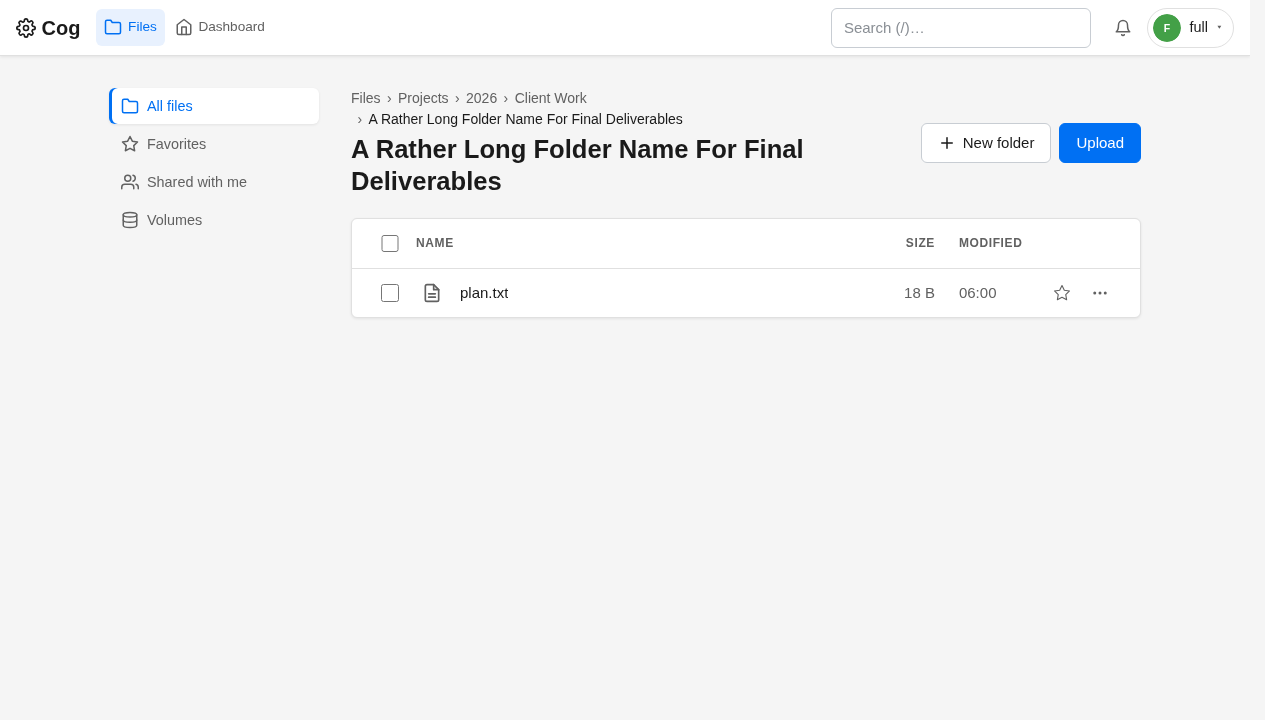 Cog
Files
Dashboard
Search (/)…
F
full
All files
Favorites
Shared with me
Volumes
Files › Projects › 2026 › Client Work
› A Rather Long Folder Name For Final Deliverables
A Rather Long Folder Name For Final
Deliverables
New folder
Upload
NAME SIZE MODIFIED
plan.txt 18 B 06:00